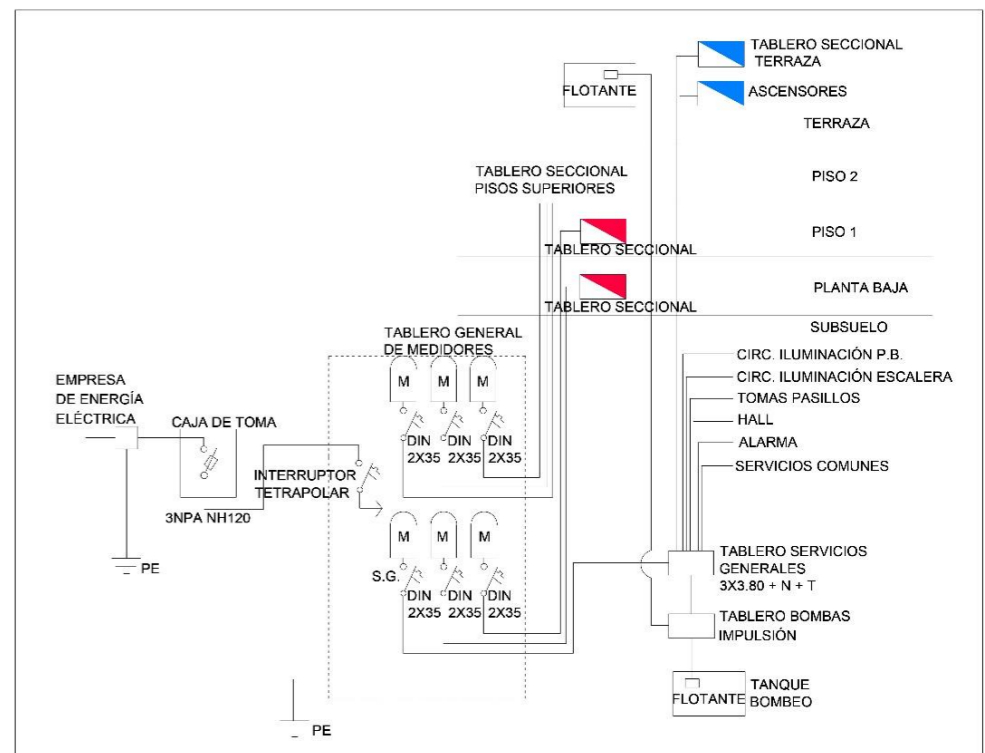 TABLERO SECCIONAL
TERRAZA
FLOTANTE
ASCENSORES
TERRAZA
TABLERO SECCIONAL
PISOS SUPERIORES
PISO 2
PISO 1
TABLERO SECCIONAL
PLANTA BAJA
TABLERO SECCIONAL
SUBSUELO
TABLERO GENERAL
DE MEDIDORES
CIRC. ILUMINACIÓN P.B.
CIRC. ILUMINACIÓN ESCALERA
TOMAS PASILLOS
HALL
ALARMA
SERVICIOS COMUNES
EMPRESA
DE ENERGÍA
ELÉCTRICA
CAJA DE TOMA
M M M
DIN DIN DIN
2X35 2X35 2X35
INTERRUPTOR
TETRAPOLAR
3NPA NH120
PE
M M M
S.G.
DIN DIN DIN
2X35 2X35 2X35
TABLERO SERVICIOS
GENERALES
3X3.80 + N + T
TABLERO BOMBAS
IMPULSIÓN
FLOTANTE
TANQUE
BOMBEO
PE